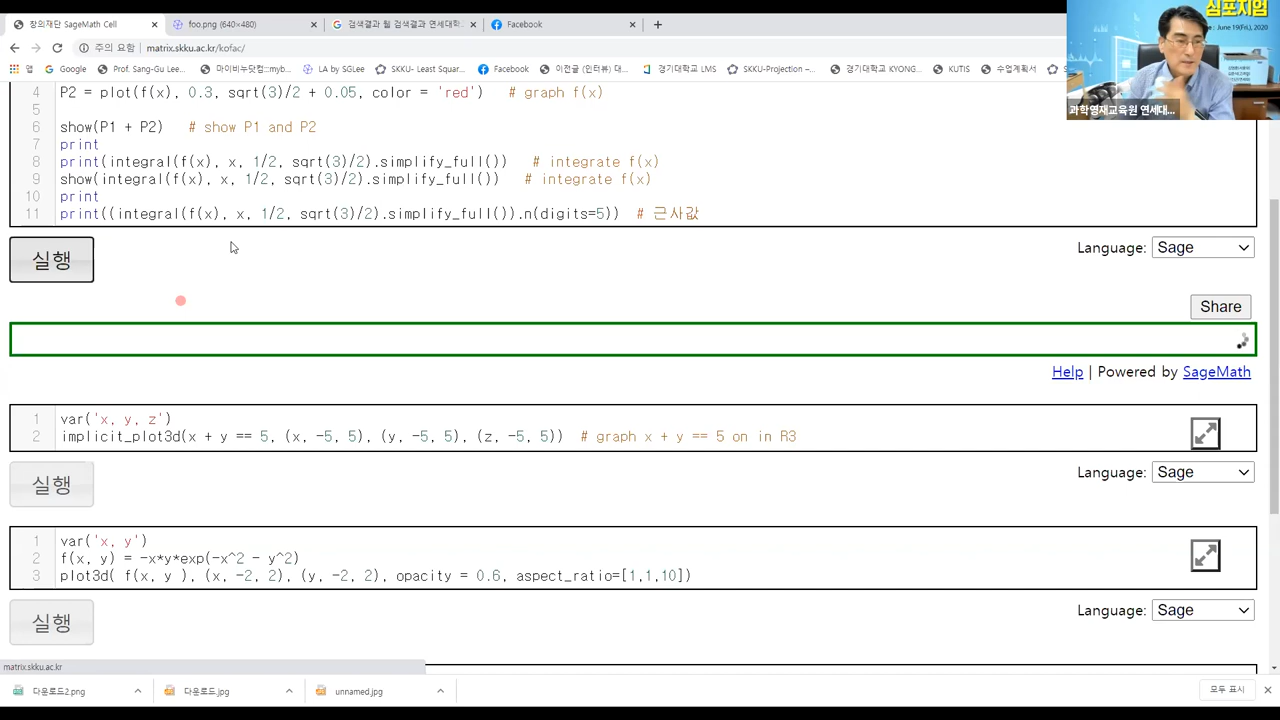 창의재단 SageMath Cell
foo.png (640×480)
검색결과 웹 검색결과 연세대학
Facebook
심포지엄
: June 19(Fri.), 2020
주의 요함 matrix.skku.ac.kr/kofac/
앱 Google Prof. Sang-Gu Lee... 마이비누닷컴:::myb... LA by SGLee SKKU- Least Squar... Facebook 경기대학교 LMS SKKU-Projection –... 경기대학교 KYONG... KUTIS 수업계획서
과학영재교육원 연세대...
4 P2 = plot(f(x), 0.3, sqrt(3)/2 + 0.05, color = 'red') # graph f(x)
5
6 show(P1 + P2) # show P1 and P2
7 print
8 print(integral(f(x), x, 1/2, sqrt(3)/2).simplify_full()) # integrate f(x)
9 show(integral(f(x), x, 1/2, sqrt(3)/2).simplify_full()) # integrate f(x)
10 print
11 print((integral(f(x), x, 1/2, sqrt(3)/2).simplify_full()).n(digits=5)) # 근사값
실행
Language: Sage
Share
Help | Powered by SageMath
1 var('x, y, z')
2 implicit_plot3d(x + y == 5, (x, -5, 5), (y, -5, 5), (z, -5, 5)) # graph x + y == 5 on in R3
실행
Language: Sage
1 var('x, y')
2 f(x, y) = -x*y*exp(-x^2 - y^2)
3 plot3d( f(x, y ), (x, -2, 2), (y, -2, 2), opacity = 0.6, aspect_ratio=[1,1,10])
실행
Language: Sage
matrix.skku.ac.kr
다운로드2.png
다운로드.jpg
unnamed.jpg
모두 표시